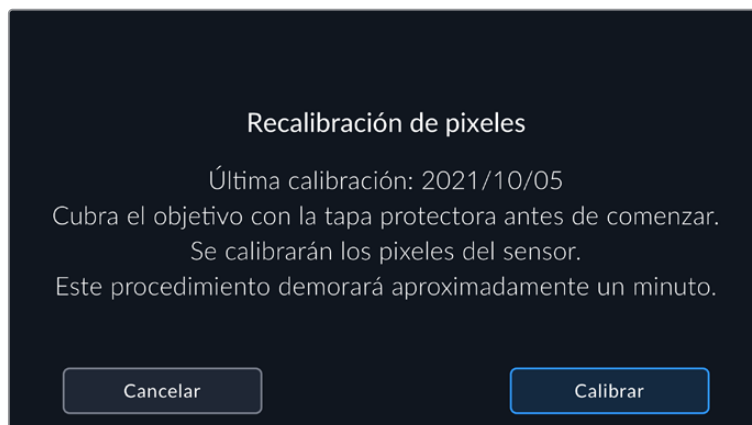 Recalibración de pixeles
Última calibración: 2021/10/05
Cubra el objetivo con la tapa protectora antes de comenzar.
Se calibrarán los pixeles del sensor.
Este procedimiento demorará aproximadamente un minuto.
Cancelar
Calibrar